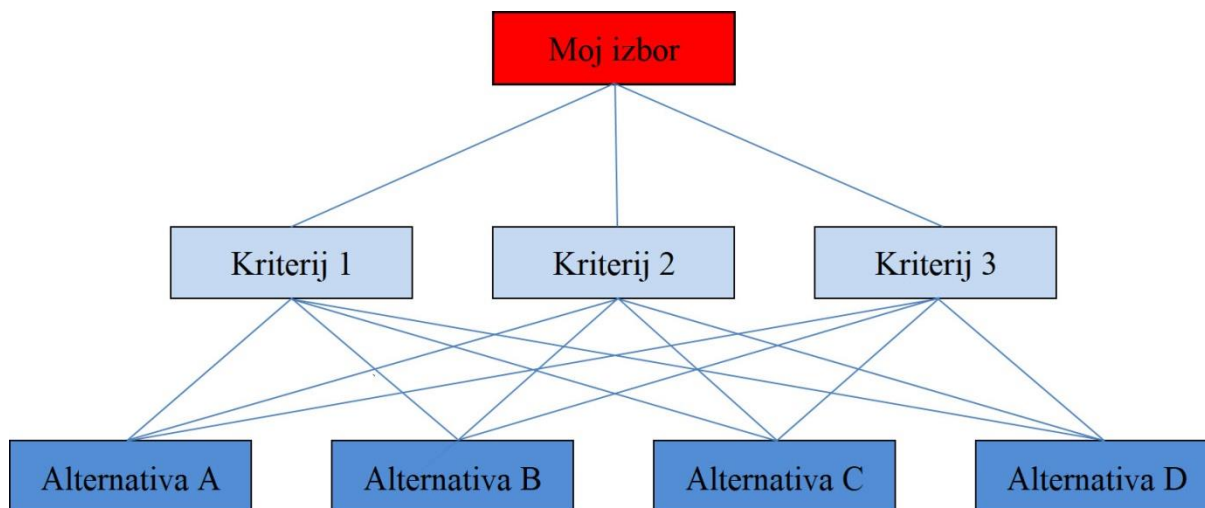 Moj izbor
Kriterij 1
Kriterij 2
Kriterij 3
Alternativa A
Alternativa B
Alternativa C
Alternativa D